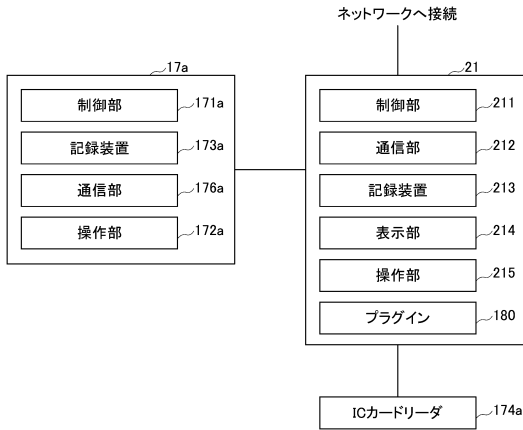 ネットワークへ接続
17a
制御部 171a
記録装置 173a
通信部 176a
操作部 172a
21
制御部 211
通信部 212
記録装置 213
表示部 214
操作部 215
プラグイン 180
ICカードリーダ 174a